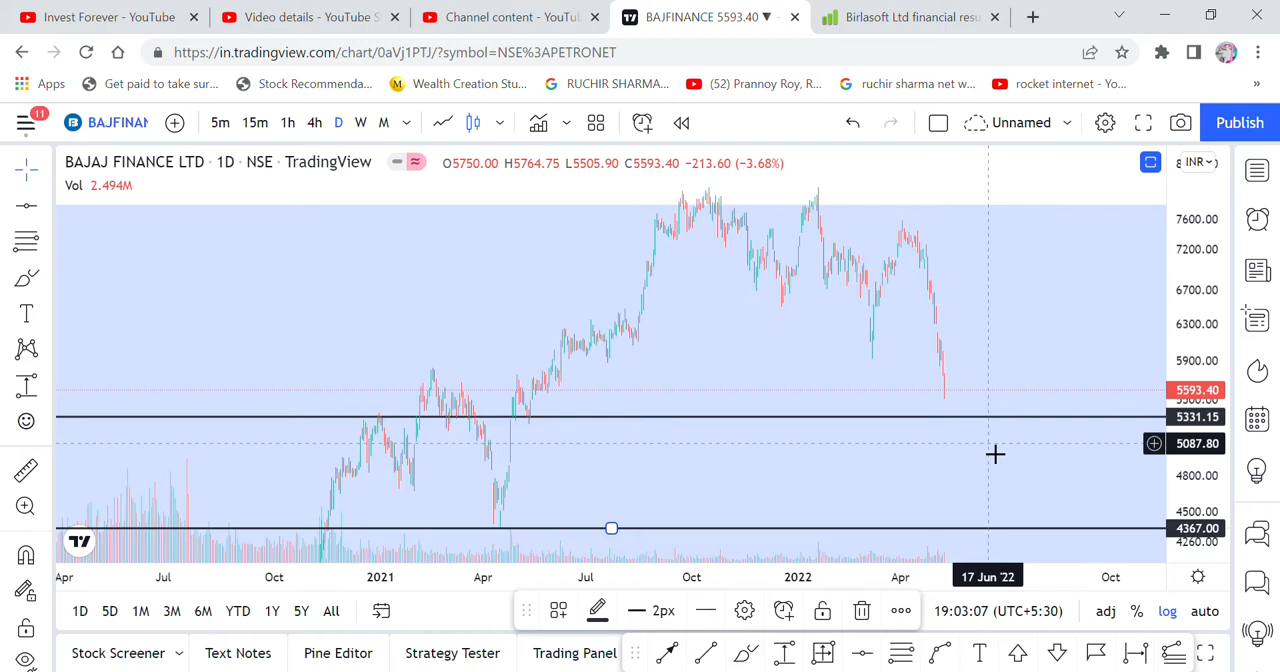 Invest Forever - YouTube
Video details - YouTube S
Channel content - YouTu
BAJFINANCE 5593.40 ▼
Birlasoft Ltd financial resu
https://in.tradingview.com/chart/0aVj1PTJ/?symbol=NSE%3APETRONET
Apps
Get paid to take sur...
Stock Recommenda...
Wealth Creation Stu...
RUCHIR SHARMA...
(52) Prannoy Roy, R...
ruchir sharma net w...
rocket internet - Yo...
»
11
BAJFINAN
5m 15m 1h 4h D W M
Unnamed
Publish
BAJAJ FINANCE LTD · 1D · NSE · TradingView
O5750.00 H5764.75 L5505.90 C5593.40 −213.60 (−3.68%)
INR
Vol 2.494M
7600.00
7200.00
6700.00
6300.00
5900.00
5593.40
5331.15
5087.80
4800.00
4500.00
4367.00
4260.00
Apr Jul Oct 2021 Apr Jul Oct 2022 Apr 17 Jun '22 Oct
1D 5D 1M 3M 6M YTD 1Y 5Y All
2px
19:03:07 (UTC+5:30)
adj % log auto
Stock Screener
Text Notes
Pine Editor
Strategy Tester
Trading Panel